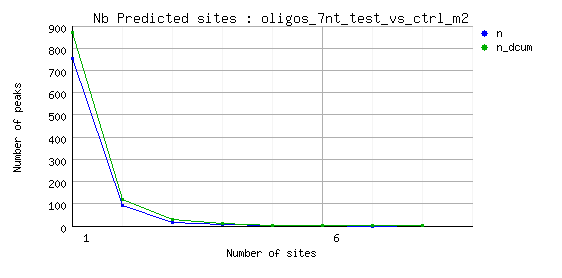 Nb Predicted sites : oligos_7nt_test_vs_ctrl_m2
n
n_dcum
Number of peaks
900
800
700
600
500
400
300
200
100
0
1 6
Number of sites